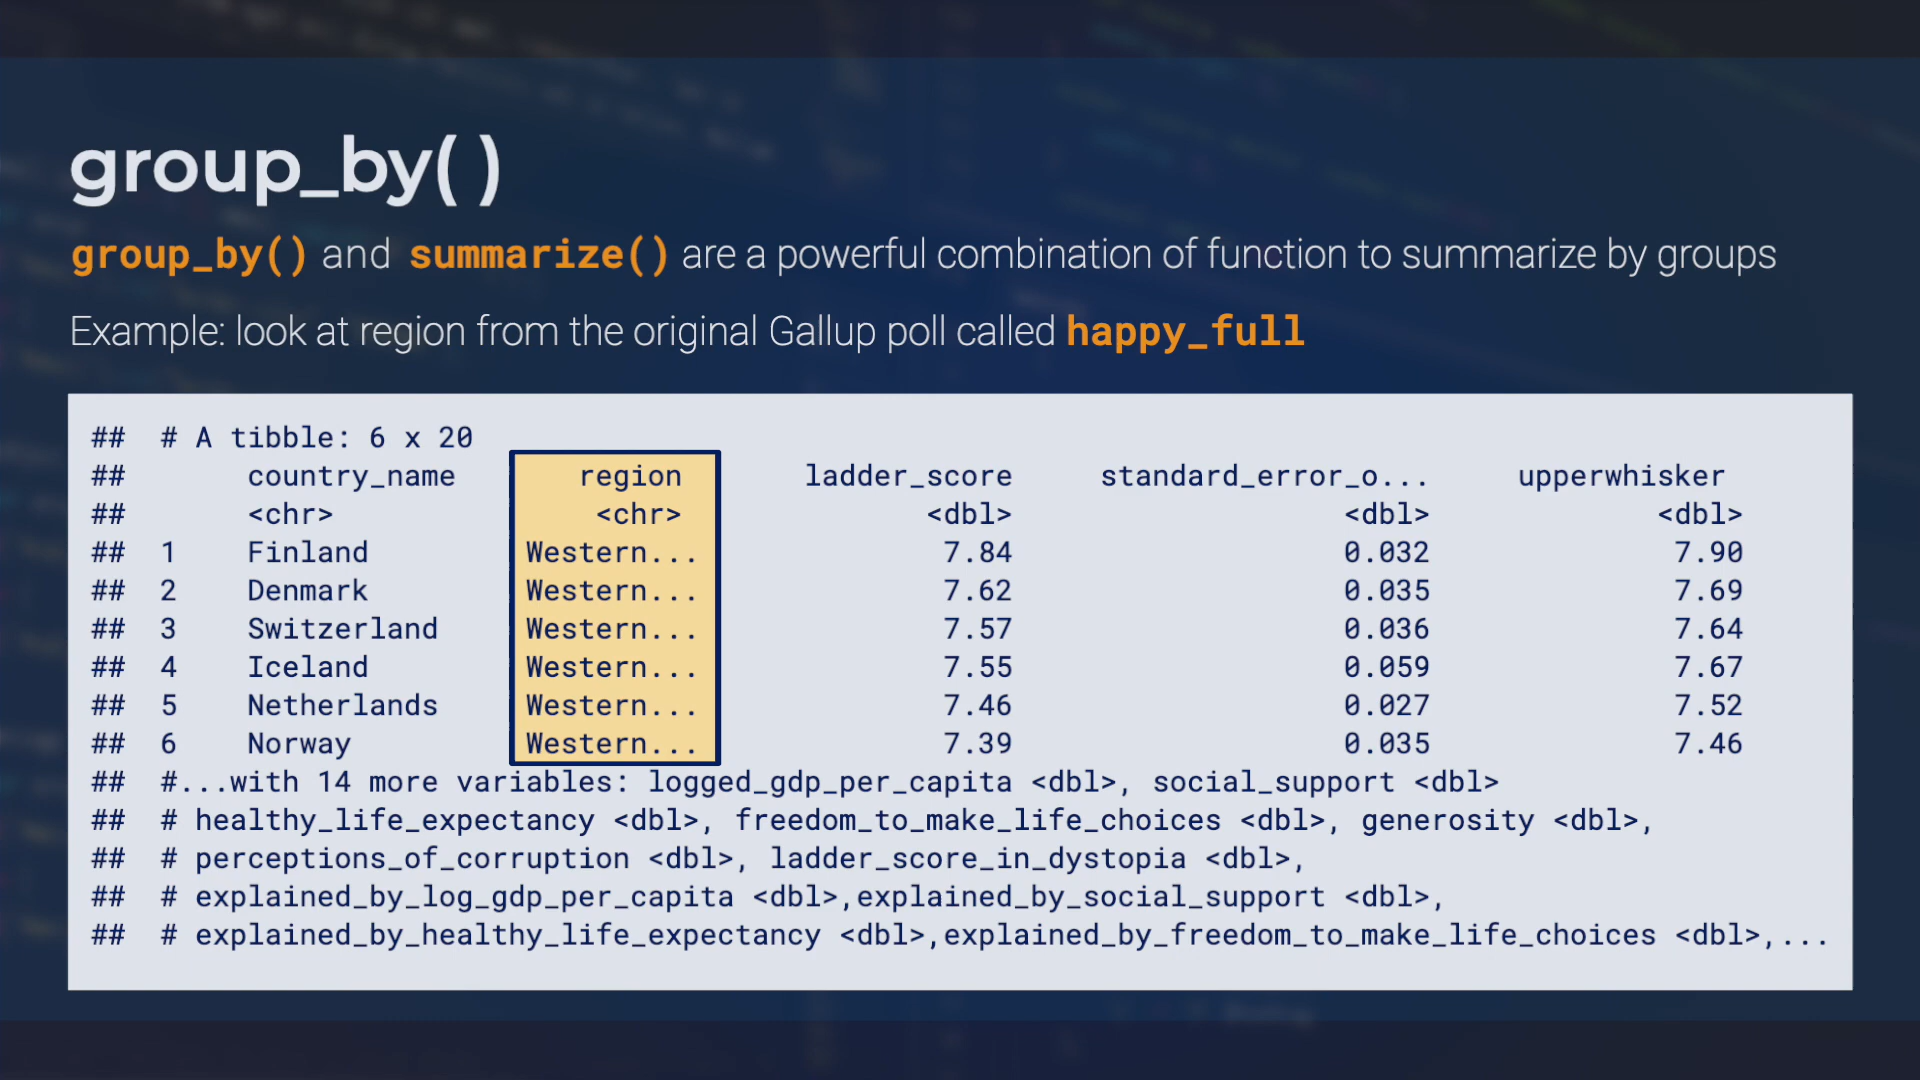 group_by( )
group_by() and summarize() are a powerful combination of function to summarize by groups
Example: look at region from the original Gallup poll called happy_full
## # A tibble: 6 x 20
## country_name region ladder_score standard_error_o... upperwhisker
## <chr> <chr> <dbl> <dbl> <dbl>
## 1 Finland Western... 7.84 0.032 7.90
## 2 Denmark Western... 7.62 0.035 7.69
## 3 Switzerland Western... 7.57 0.036 7.64
## 4 Iceland Western... 7.55 0.059 7.67
## 5 Netherlands Western... 7.46 0.027 7.52
## 6 Norway Western... 7.39 0.035 7.46
## #...with 14 more variables: logged_gdp_per_capita <dbl>, social_support <dbl>
## # healthy_life_expectancy <dbl>, freedom_to_make_life_choices <dbl>, generosity <dbl>,
## # perceptions_of_corruption <dbl>, ladder_score_in_dystopia <dbl>,
## # explained_by_log_gdp_per_capita <dbl>,explained_by_social_support <dbl>,
## # explained_by_healthy_life_expectancy <dbl>,explained_by_freedom_to_make_life_choices <dbl>,...